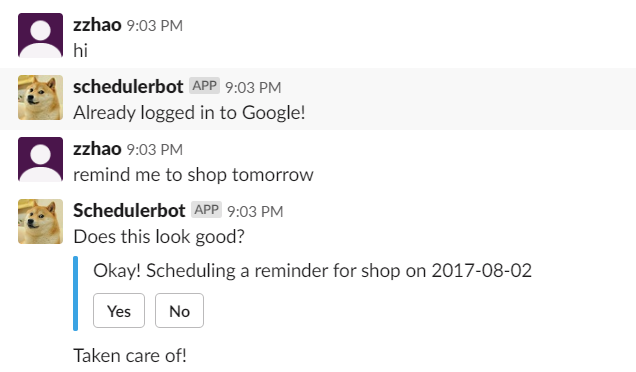 zzhao 9:03 PM
hi
schedulerbot APP 9:03 PM
Already logged in to Google!
zzhao 9:03 PM
remind me to shop tomorrow
Schedulerbot APP 9:03 PM
Does this look good?
Okay! Scheduling a reminder for shop on 2017-08-02
Yes No
Taken care of!